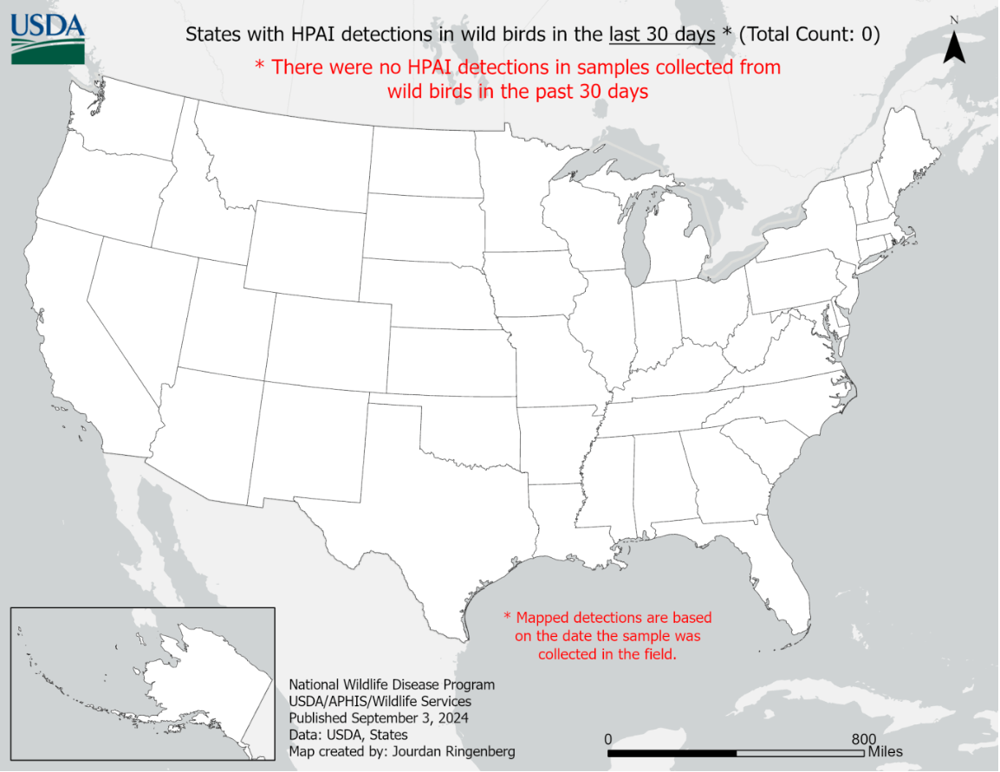 USDA
States with HPAI detections in wild birds in the last 30 days * (Total Count: 0)
N
* There were no HPAI detections in samples collected from
wild birds in the past 30 days
* Mapped detections are based
on the date the sample was
collected in the field.
National Wildlife Disease Program
USDA/APHIS/Wildlife Services
Published September 3, 2024
Data: USDA, States
Map created by: Jourdan Ringenberg
0 800
Miles